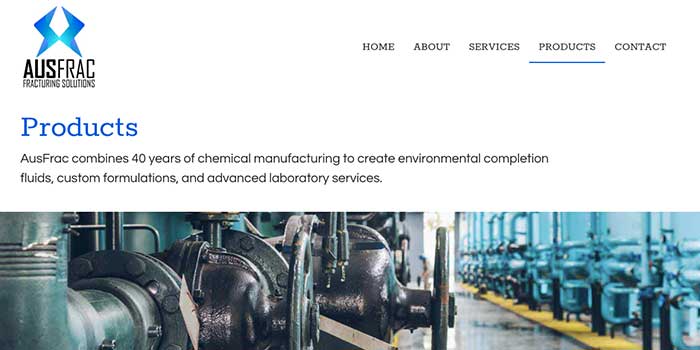 AUSFRAC
FRACTURING SOLUTIONS
HOME ABOUT SERVICES PRODUCTS CONTACT
Products
AusFrac combines 40 years of chemical manufacturing to create environmental completion
fluids, custom formulations, and advanced laboratory services.